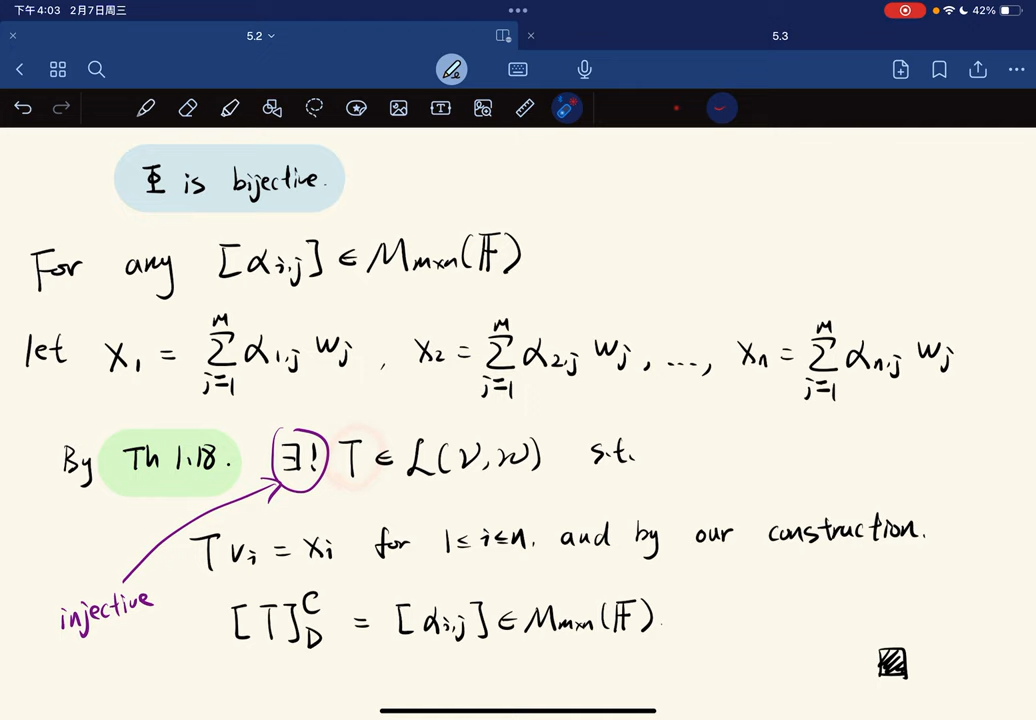 下午4:03 2月7日周三
42%
5.2
5.3
Φ is bijective.
For any [αi,j] ∈ Mm×n(𝔽)
let x₁ = Σ_{j=1}^{M} α₁,j wj , x₂ = Σ_{j=1}^{M} α₂,j wj , ..., xn = Σ_{j=1}^{M} αn,j wj
By Th 1.18. ∃! T ∈ L(V,W) s.t.
T vi = xi for 1 ≤ i ≤ n. and by our construction.
injective
[T]_D^C = [αi,j] ∈ Mm×n(𝔽).